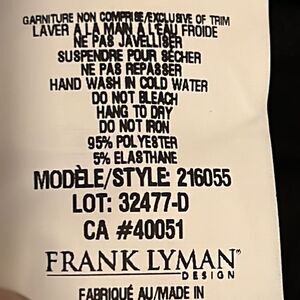 GARNITURE NON COMPRISE/EXCLUSIVE OF TRIM
LAVER A LA MAIN A L'EAU FROIDE
NE PAS JAVELLISER
SUSPENDRE POUR SÉCHER
NE PAS REPASSER
HAND WASH IN COLD WATER
DO NOT BLEACH
HANG TO DRY
DO NOT IRON
95% POLYESTER
5% ELASTHANE
MODÈLE/STYLE: 216055
LOT: 32477-D
CA #40051
FRANK LYMAN®
DESIGN
FABRIQUÉ AU/MADE IN